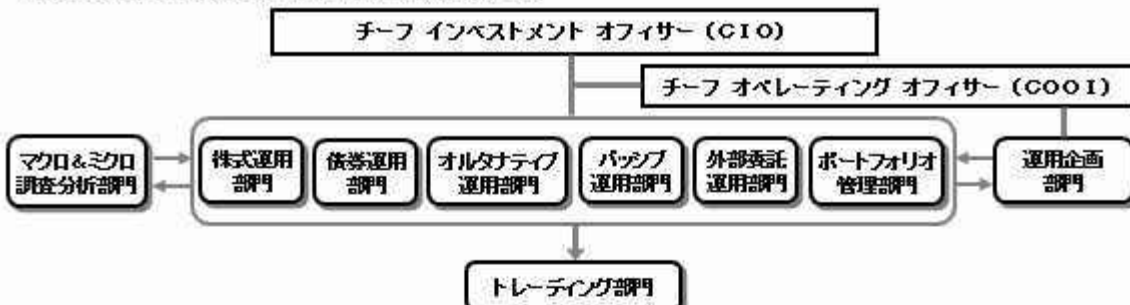 チーフ インベストメント オフィサー（CIO）
チーフ オペレーティング オフィサー（COOI）
マクロ&ミクロ
調査分析部門
株式運用
部門
債券運用
部門
オルタナティブ
運用部門
パッシブ
運用部門
外部委託
運用部門
ポートフォリオ
管理部門
運用企画
部門
トレーディング部門